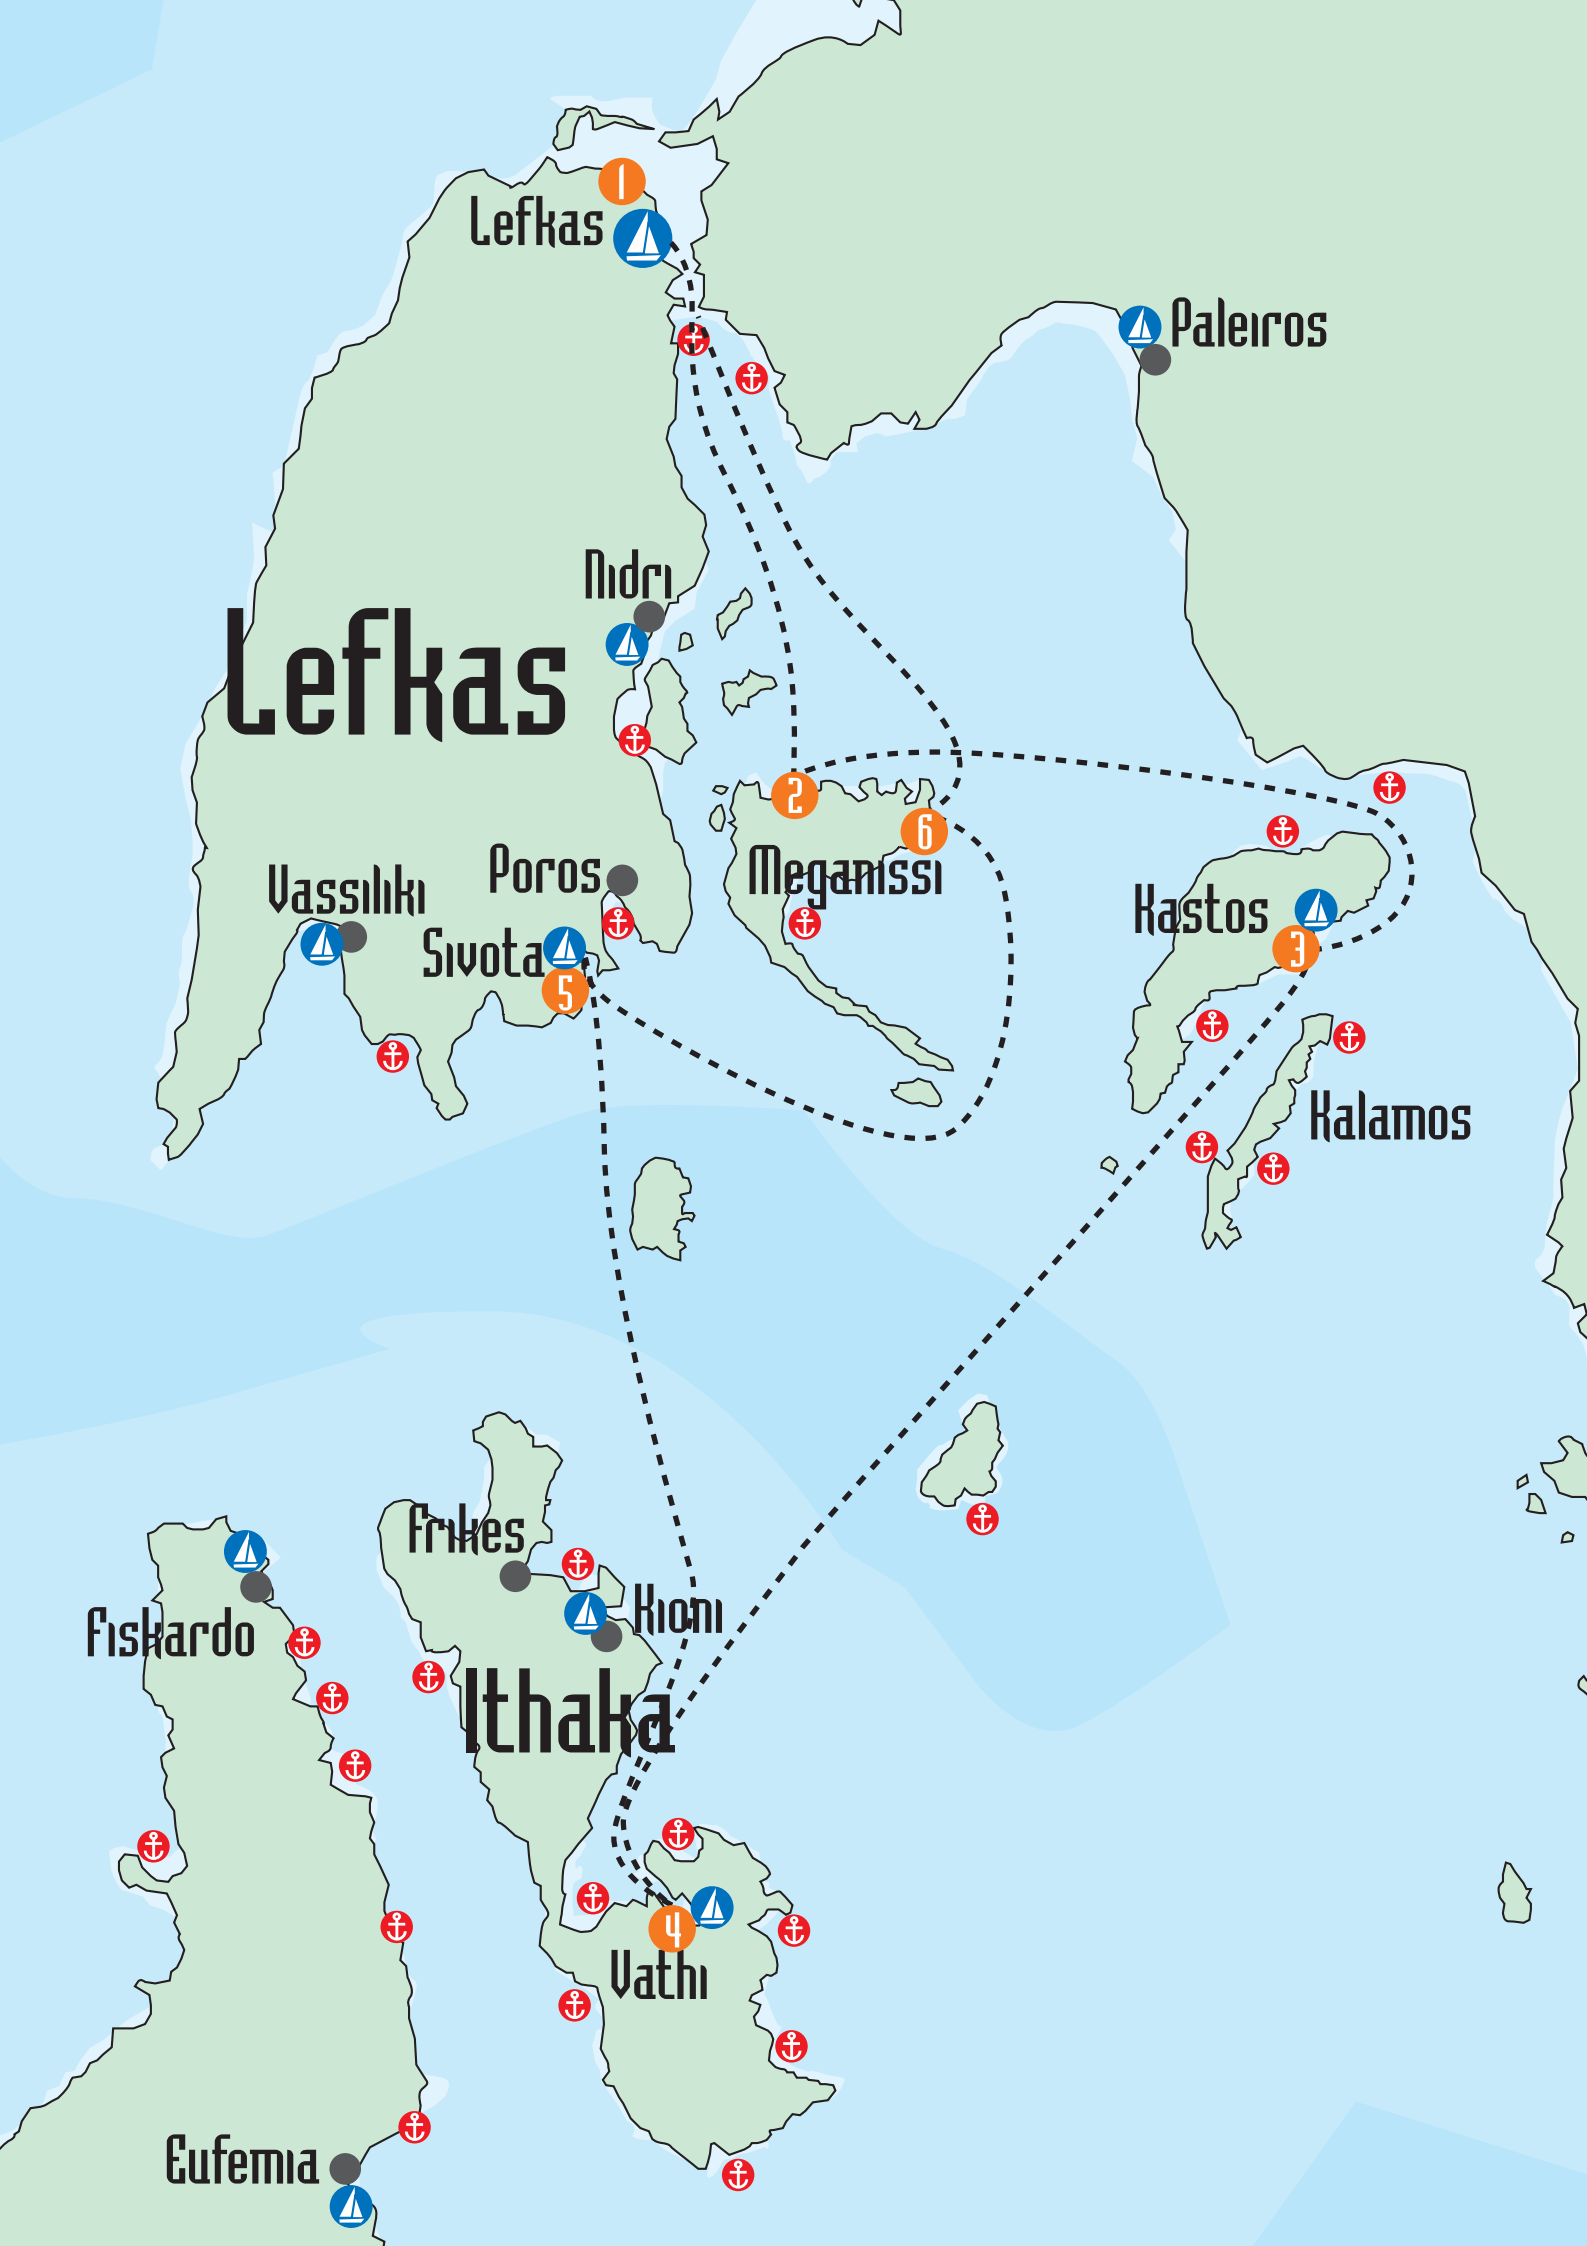 1
Lefkas
Paleiros
Nidri
Lefkas
2
6
Poros
Meganissi
Vassiliki
Kastos
Sivota
3
5
Kalamos
Frikes
Kioni
Fiskardo
Ithaka
4
Vathi
Eufemia